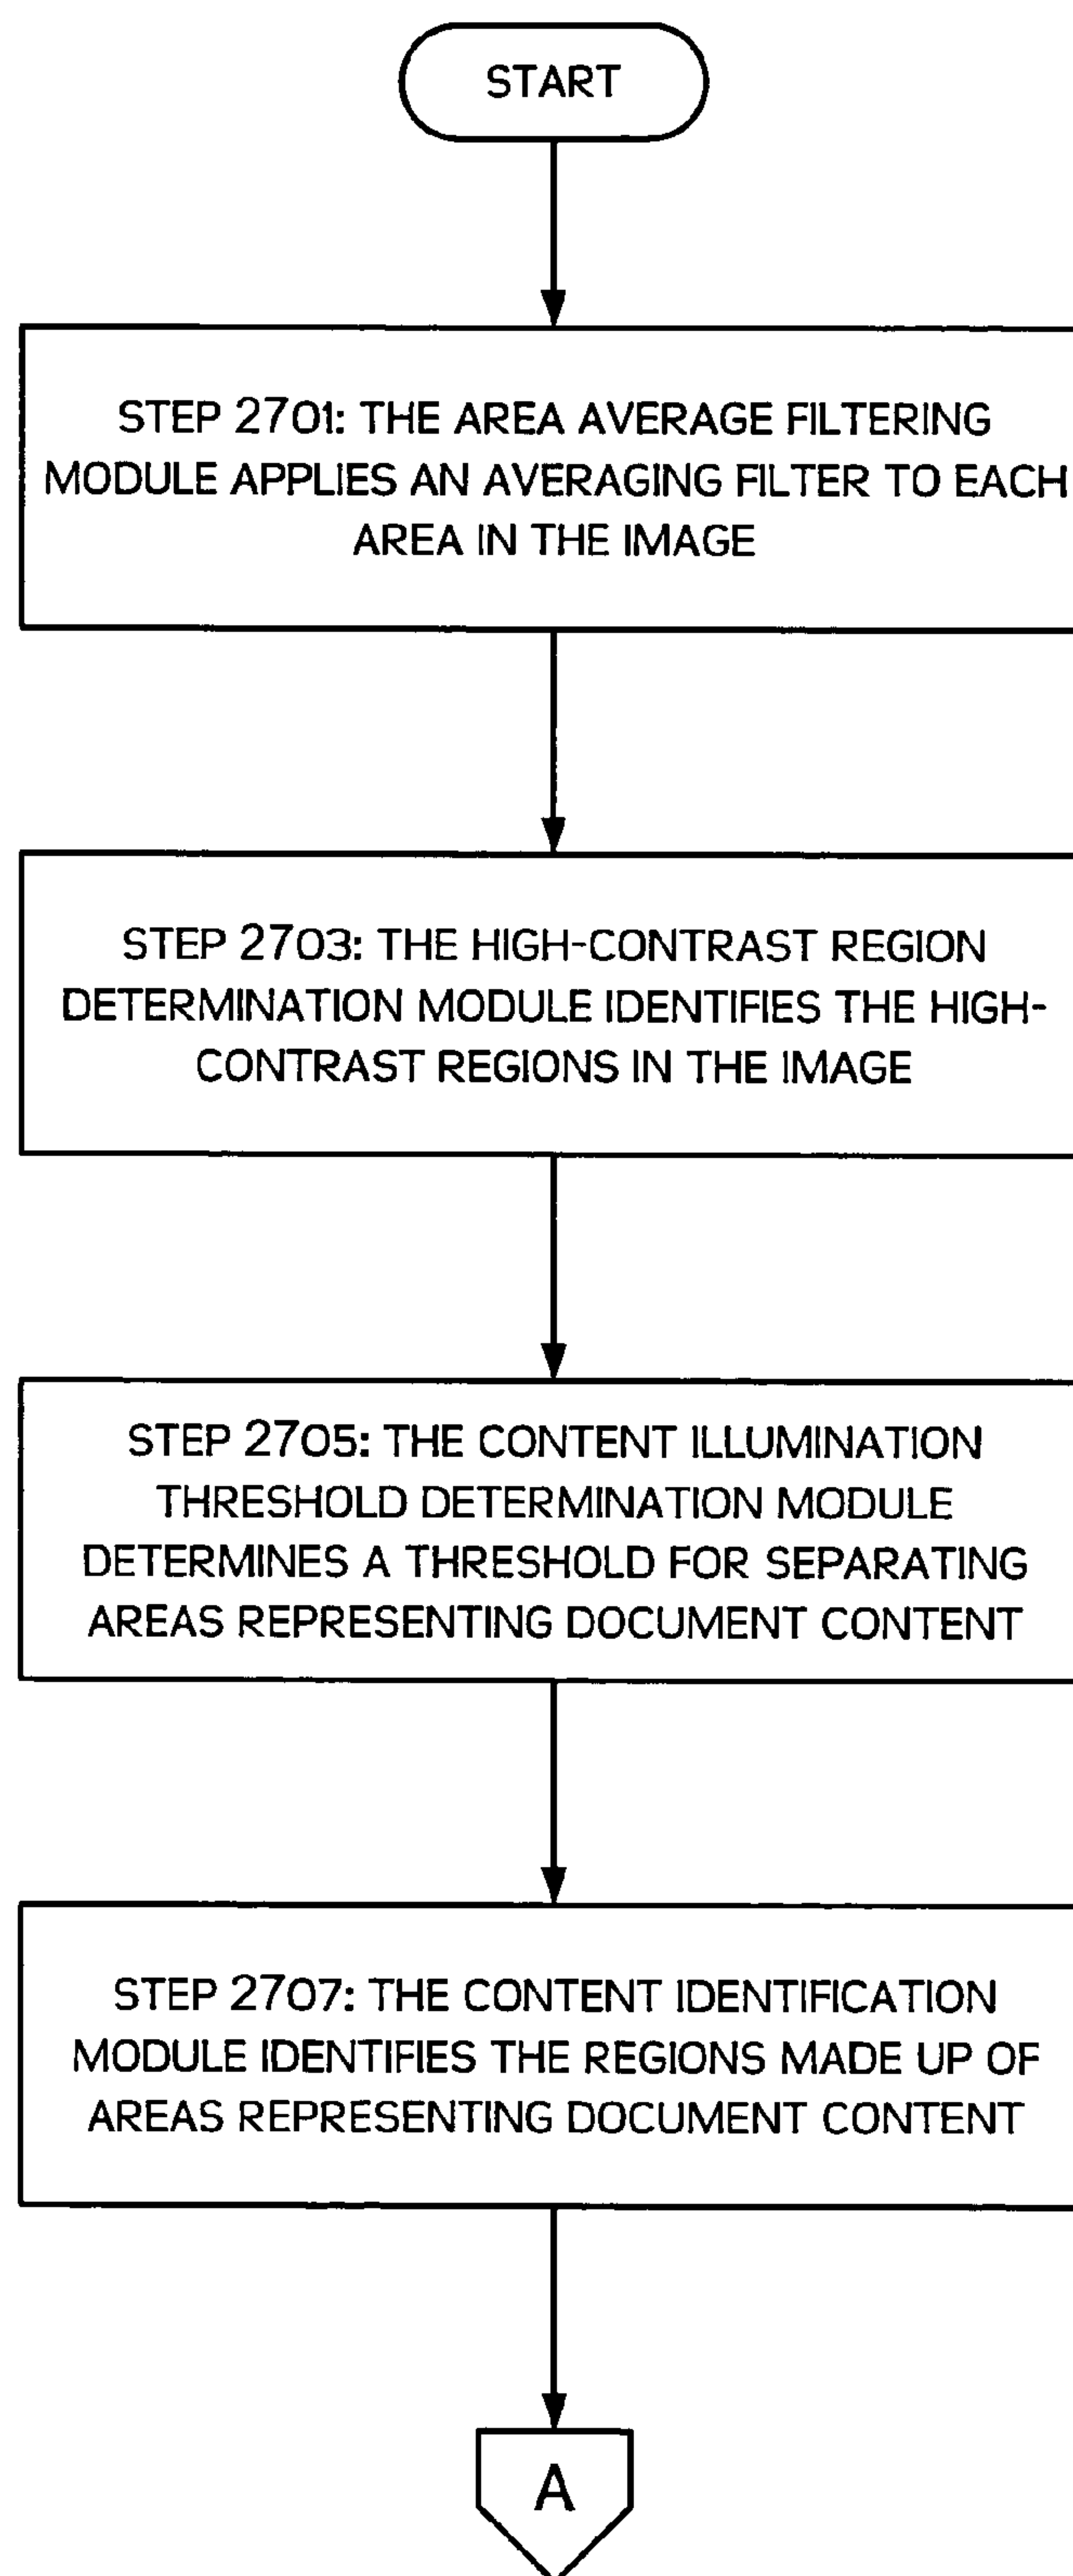 START
STEP 2701: THE AREA AVERAGE FILTERING
MODULE APPLIES AN AVERAGING FILTER TO EACH
AREA IN THE IMAGE
STEP 2703: THE HIGH-CONTRAST REGION
DETERMINATION MODULE IDENTIFIES THE HIGH-
CONTRAST REGIONS IN THE IMAGE
STEP 2705: THE CONTENT ILLUMINATION
THRESHOLD DETERMINATION MODULE
DETERMINES A THRESHOLD FOR SEPARATING
AREAS REPRESENTING DOCUMENT CONTENT
STEP 2707: THE CONTENT IDENTIFICATION
MODULE IDENTIFIES THE REGIONS MADE UP OF
AREAS REPRESENTING DOCUMENT CONTENT
A